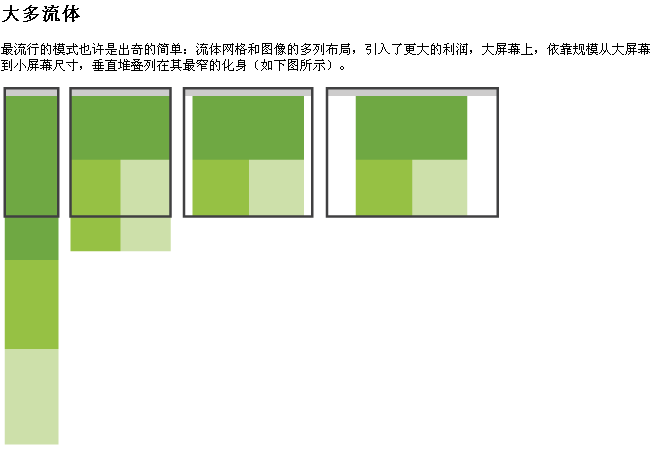 大多流体
最流行的模式也许是出奇的简单：流体网格和图像的多列布局，引入了更大的利润，大屏幕上，依靠规模从大屏幕
到小屏幕尺寸，垂直堆叠列在其最窄的化身（如下图所示）。